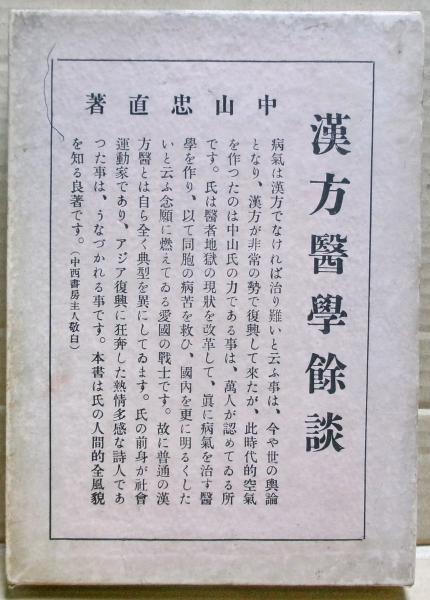 漢方醫學餘談
中山忠直著
病氣は漢方でなければ治り難いと云ふ事は、今や世の輿論
となり、漢方が非常の勢で復興して來たが、此時代的空氣
を作つたのは中山氏の力である事は、萬人が認めてゐる所
です。氏は醫者地獄の現狀を改革して、眞に病氣を治す醫
學を作り、以て同胞の病苦を救ひ、國內を更に明るくした
いと云ふ念願に燃えてゐる愛國の戰士です。故に普通の漢
方醫とは自ら全く典型を異にしてゐます。氏の前身が社會
運動家であり、アジア復興に狂奔した熱情多感な詩人であ
つた事は、うなづかれる事です。本書は氏の人間的全風貌
を知る良著です。(中西書房主人敬白)